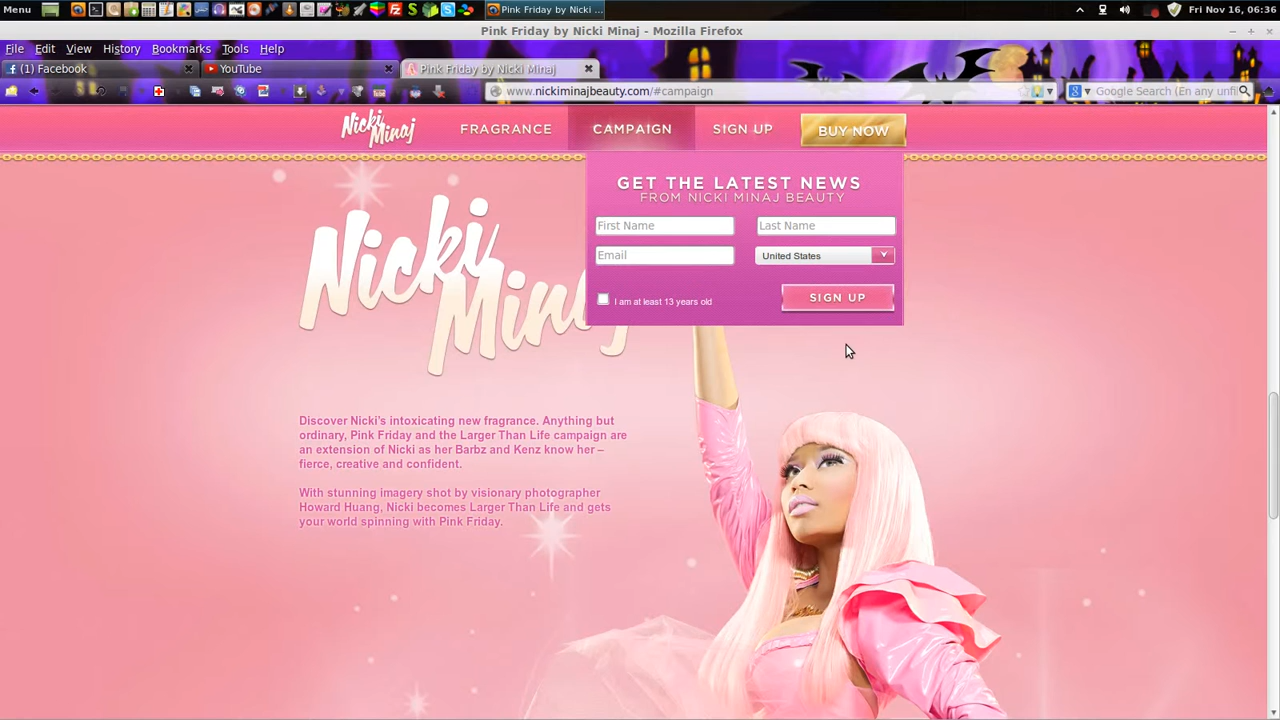 Menu
Pink Friday by Nicki ...
Fri Nov 16, 06:36
Pink Friday by Nicki Minaj - Mozilla Firefox
File Edit View History Bookmarks Tools Help
(1) Facebook
YouTube
Pink Friday by Nicki Minaj
www.nickiminajbeauty.com/#campaign
Google Search (En any unfil
Nicki Minaj
FRAGRANCE
CAMPAIGN
SIGN UP
BUY NOW
GET THE LATEST NEWS
FROM NICKI MINAJ BEAUTY
First Name
Last Name
Email
United States
I am at least 13 years old
SIGN UP
Nicki
Minaj
Discover Nicki's intoxicating new fragrance. Anything but
ordinary, Pink Friday and the Larger Than Life campaign are
an extension of Nicki as her Barbz and Kenz know her –
fierce, creative and confident.
With stunning imagery shot by visionary photographer
Howard Huang, Nicki becomes Larger Than Life and gets
your world spinning with Pink Friday.